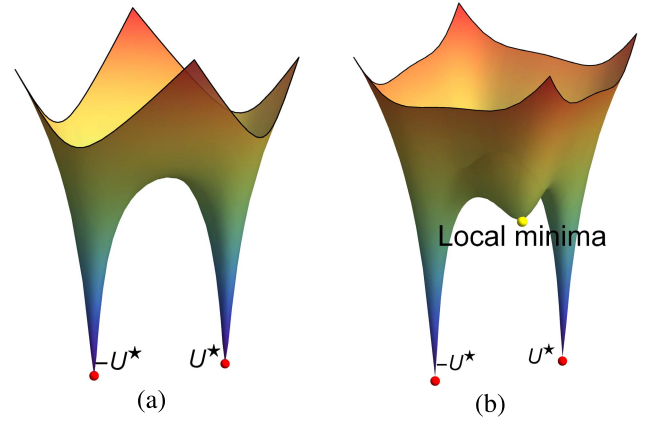 Local minima
−U★ U★ −U★ U★
(a) (b)